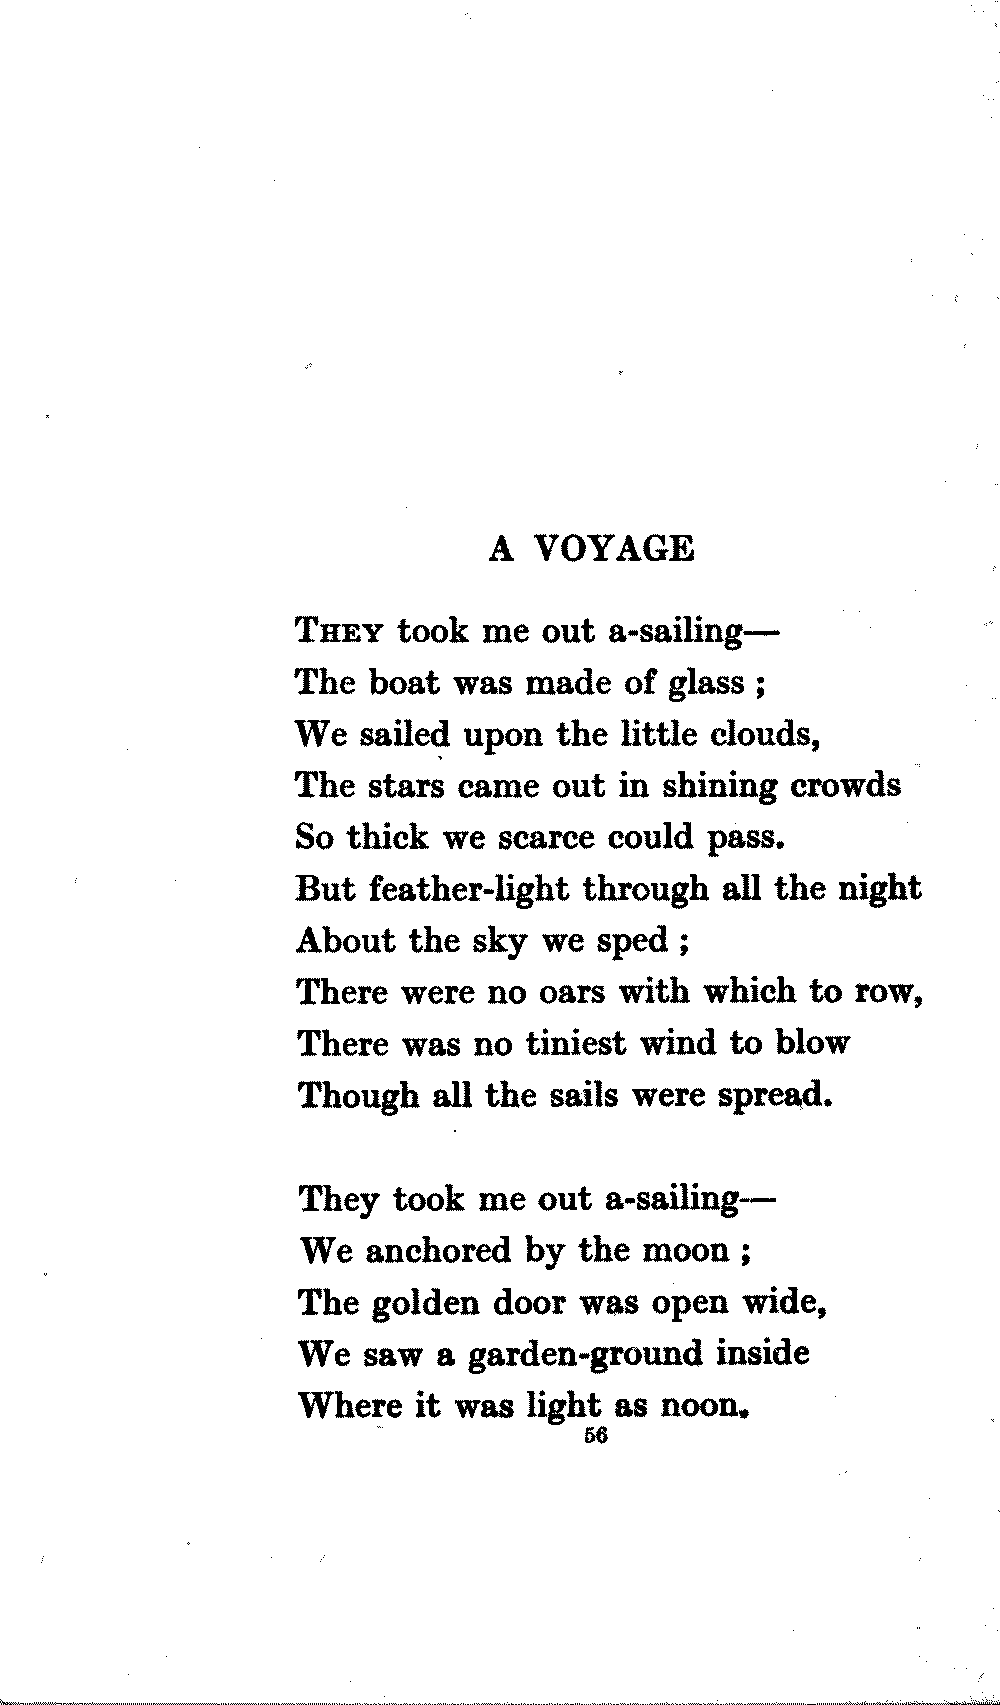 A VOYAGE
THEY took me out a-sailing—
The boat was made of glass ;
We sailed upon the little clouds,
The stars came out in shining crowds
So thick we scarce could pass.
But feather-light through all the night
About the sky we sped ;
There were no oars with which to row,
There was no tiniest wind to blow
Though all the sails were spread.
They took me out a-sailing—
We anchored by the moon ;
The golden door was open wide,
We saw a garden-ground inside
Where it was light as noon.
56